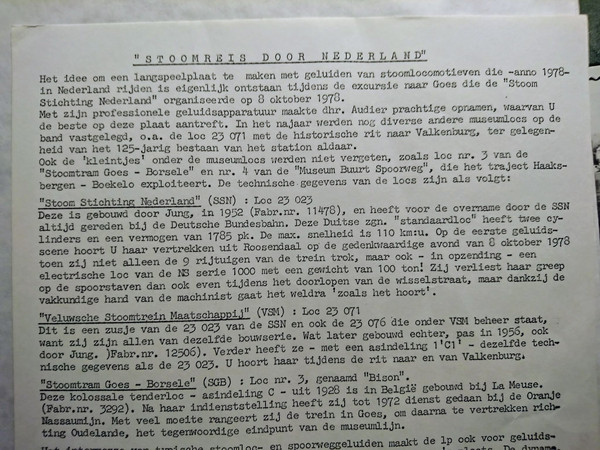 "STOOMREIS DOOR NEDERLAND"
Het idee om een langspeelplaat te maken met geluiden van stoomlocomotieven die -anno 1978-
in Nederland rijden is eigenlijk ontstaan tijdens de excursie naar Goes die de "Stoom
Stichting Nederland" organiseerde op 8 oktober 1978.
Met zijn professionele geluidsapparatuur maakte dhr. Audier prachtige opnamen, waarvan U
de beste op deze plaat aantreft. In het najaar werden nog diverse andere museumlocs op de
band vastgelegd, o.a. de loc 23 071 met de historische rit naar Valkenburg, ter gelegen-
heid van het 125-jarig bestaan van het station aldaar.
Ook de 'kleintjes' onder de museumlocs werden niet vergeten, zoals loc nr. 3 van de
"Stoomtram Goes - Borsele" en nr. 4 van de "Museum Buurt Spoorweg", die het traject Haaks-
bergen - Boekelo exploiteert. De technische gegevens van de locs zijn als volgt:
"Stoom Stichting Nederland" (SSN) : Loc 23 023
Deze is gebouwd door Jung, in 1952 (Fabr.nr. 11478), en heeft voor de overname door de SSN
altijd gereden bij de Deutsche Bundesbahn. Deze Duitse zgn. "standaardloc" heeft twee cy-
linders en een vermogen van 1785 pk. De max. snelheid is 110 km:u. Op de eerste geluids-
scene hoort U haar vertrekken uit Roosendaal op de gedenkwaardige avond van 8 oktober 1978
toen zij niet alleen de 9 rijtuigen van de trein trok, maar ook - in opzending - een
electrische loc van de NS serie 1000 met een gewicht van 100 ton! Zij verliest haar greep
op de spoorstaven dan ook even tijdens het doorlopen van de wisselstraat, maar dankzij de
vakkundige hand van de machinist gaat het weldra 'zoals het hoort'.
"Veluwsche Stoomtrein Maatschappij" (VSM) : Loc 23 071
Dit is een zusje van de 23 023 van de SSN en ook de 23 076 die onder VSM beheer staat,
want zij zijn allen van dezelfde bouwserie. Wat later gebouwd echter, pas in 1956, ook
door Jung. )Fabr.nr. 12506). Verder heeft ze - met een asindeling 1'C1' - dezelfde tech-
nische gegevens als de 23 023. U hoort haar tijdens de rit naar en van Valkenburg.
"Stoomtram Goes - Borsele" (SGB) : Loc nr. 3, genaamd "Bison".
Deze kolossale tenderloc - asindeling C - uit 1928 is in België gebouwd bij La Meuse.
(Fabr.nr. 3292). Na haar indienststelling heeft zij tot 1972 dienst gedaan bij de Oranje
Nassaumijn. Met veel moeite rangeert zij de trein in Goes, om daarna te vertrekken rich-
ting Oudelande, het tegenwoordige eindpunt van de museumlijn.
typische stoomloc- en spoorweggeluiden maakt de lp ook voor geluids-